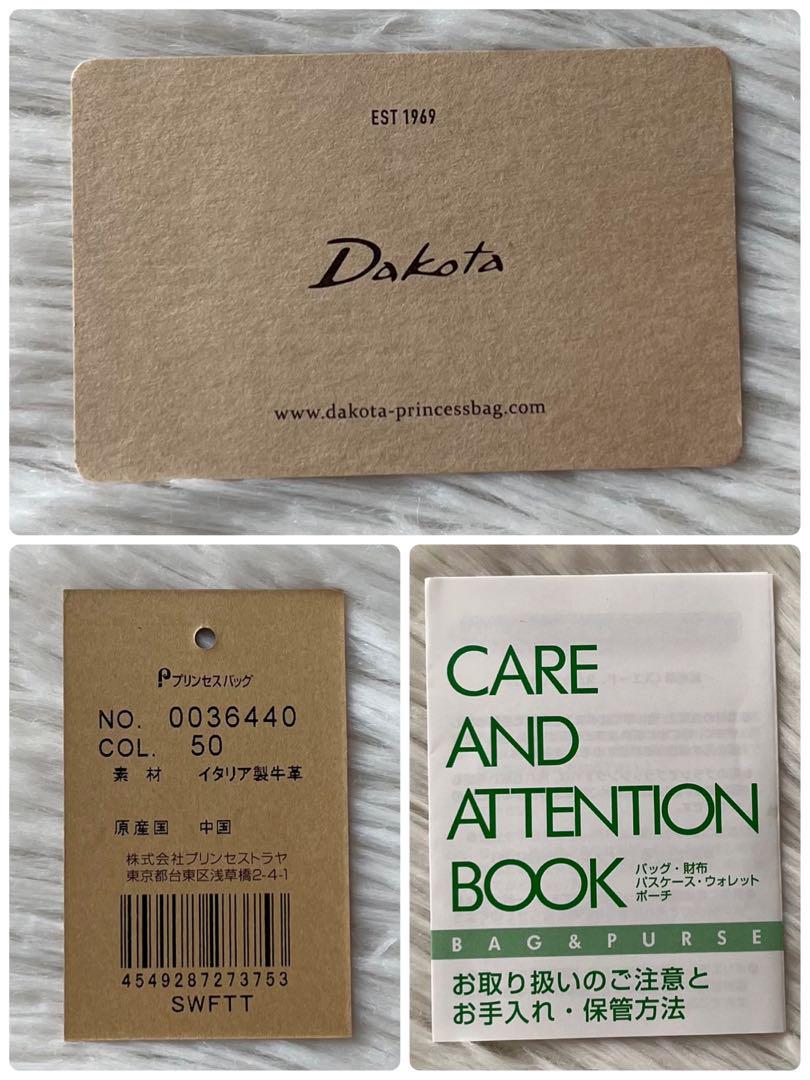 EST 1969
Dakota
www.dakota-princessbag.com
プリンセスバッグ
NO. 0036440
COL. 50
素 材 イタリア製牛革
原産国 中国
株式会社プリンセストラヤ
東京都台東区浅草橋2-4-1
4549287273753
SWFTT
CARE
AND
ATTENTION
BOOK
バッグ・財布
パスケース・ウォレット
ポーチ
BAG & PURSE
お取り扱いのご注意と
お手入れ・保管方法